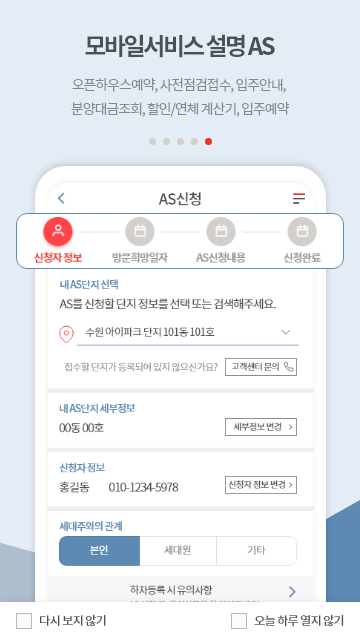 모바일서비스 설명 AS
오픈하우스예약, 사전점검접수, 입주안내,
분양대금조회, 할인/연체 계산기, 입주예약
AS신청
신청자 정보 방문희망일자 AS신청내용 신청완료
내 AS단지 선택
AS를 신청할 단지 정보를 선택 또는 검색해주세요.
수원 아이파크 단지 101동 101호
접수할 단지가 등록되어 있지 않으신가요? 고객센터 문의
내 AS단지 세부정보
00동 00호 세부정보 변경
신청자 정보
홍길동 010-1234-5978 신청자 정보 변경
세대주와의 관계
본인 세대원 기타
하자등록 시 유의사항
다시 보지 않기 오늘 하루 열지 않기